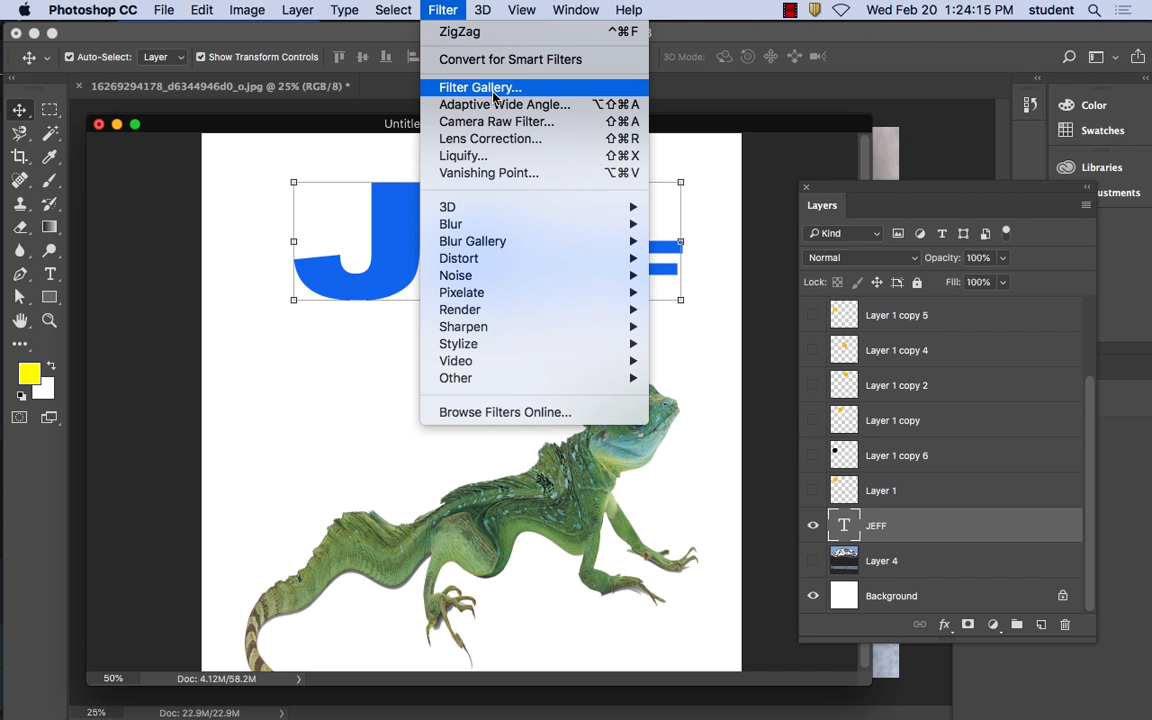 Photoshop CC File Edit Image Layer Type Select Filter 3D View Window Help Wed Feb 20 1:24:15 PM student
Auto-Select: Layer Show Transform Controls 3D Mode:
× 16269294178_d6344946d0_o.jpg @ 25% (RGB/8) *
Untitle
ZigZag ^⌘F
Convert for Smart Filters
Filter Gallery...
Adaptive Wide Angle... ⌥⇧⌘A
Camera Raw Filter... ⇧⌘A
Lens Correction... ⇧⌘R
Liquify... ⇧⌘X
Vanishing Point... ⌥⌘V
3D
Blur
Blur Gallery
Distort
Noise
Pixelate
Render
Sharpen
Stylize
Video
Other
Browse Filters Online...
J
Color
Swatches
Libraries
ustments
Layers
Kind
Normal Opacity: 100%
Lock: Fill: 100%
Layer 1 copy 5
Layer 1 copy 4
Layer 1 copy 2
Layer 1 copy
Layer 1 copy 6
Layer 1
T JEFF
Layer 4
Background
fx
50% Doc: 4.12M/58.2M
25% Doc: 22.9M/22.9M